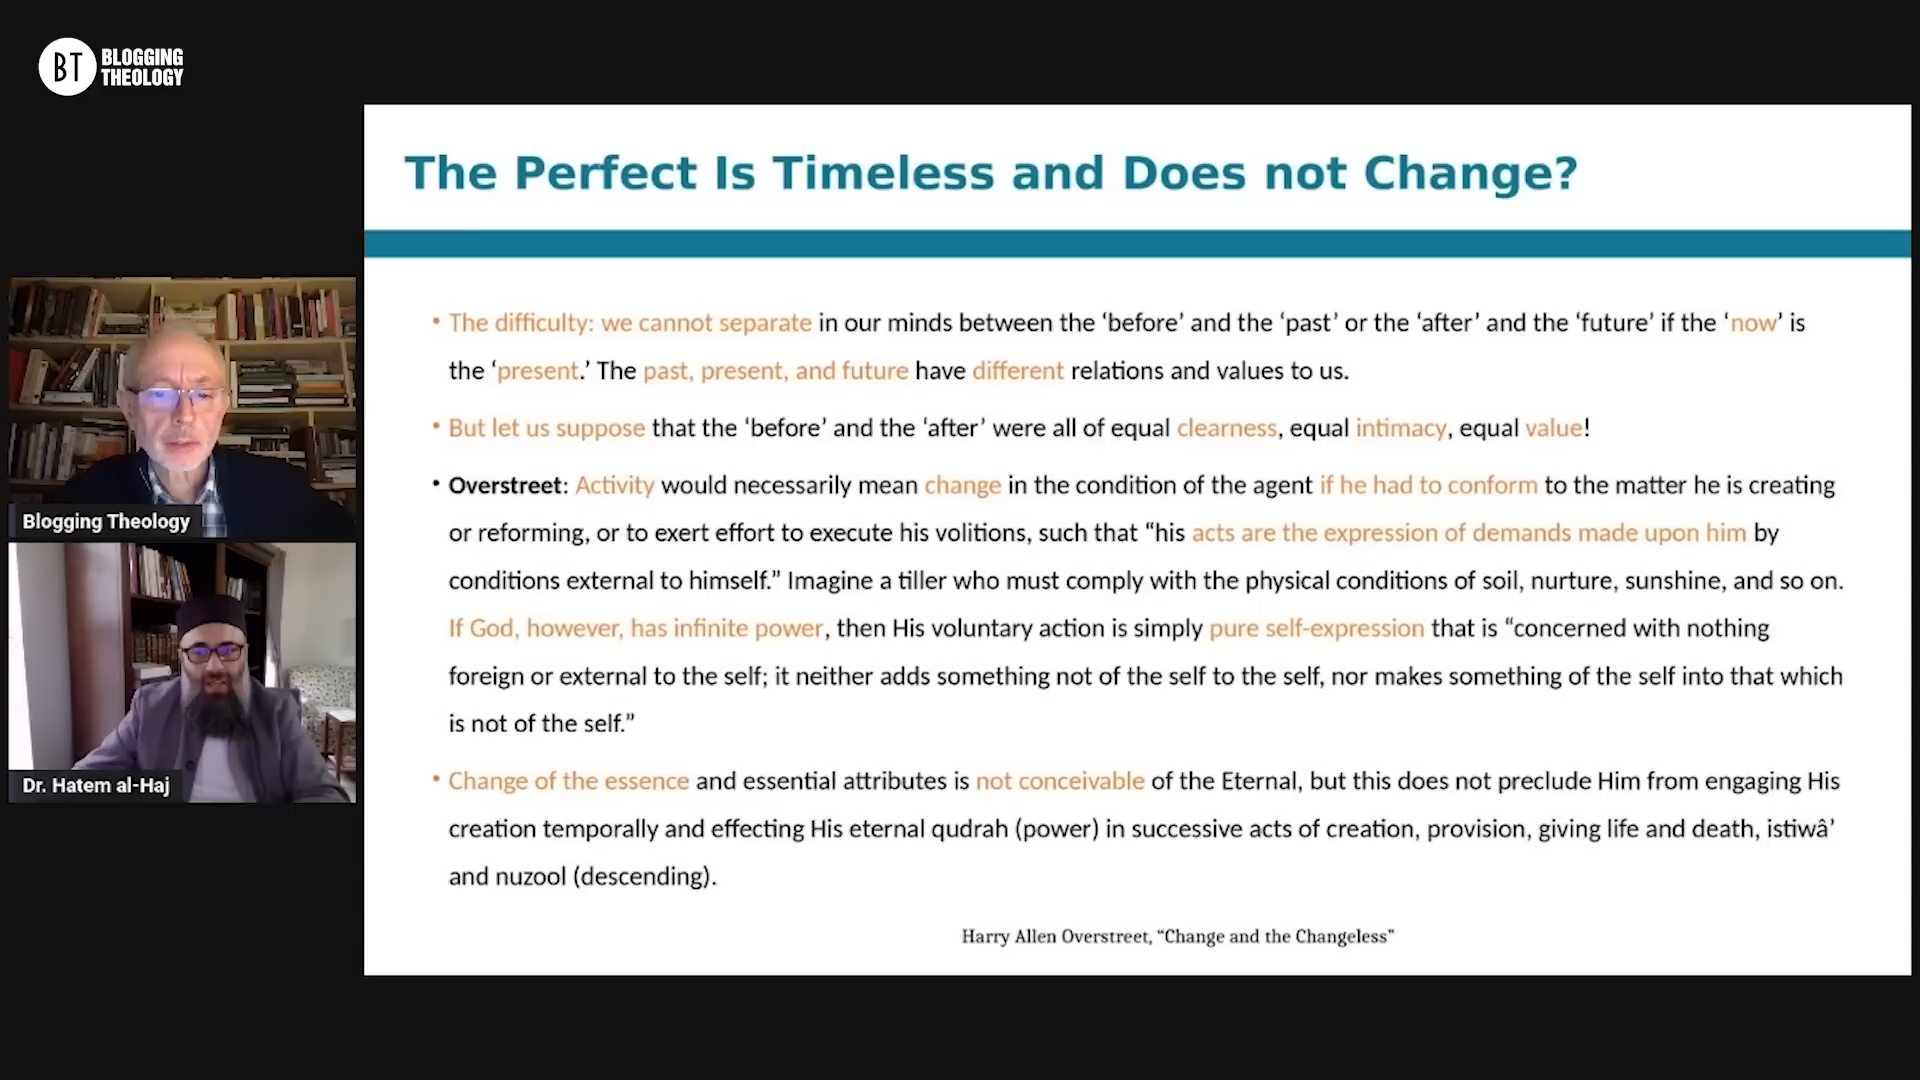 BT BLOGGING
THEOLOGY
The Perfect Is Timeless and Does not Change?
• The difficulty: we cannot separate in our minds between the ‘before’ and the ‘past’ or the ‘after’ and the ‘future’ if the ‘now’ is
the ‘present.’ The past, present, and future have different relations and values to us.
• But let us suppose that the ‘before’ and the ‘after’ were all of equal clearness, equal intimacy, equal value!
• Overstreet: Activity would necessarily mean change in the condition of the agent if he had to conform to the matter he is creating
or reforming, or to exert effort to execute his volitions, such that “his acts are the expression of demands made upon him by
conditions external to himself.” Imagine a tiller who must comply with the physical conditions of soil, nurture, sunshine, and so on.
If God, however, has infinite power, then His voluntary action is simply pure self-expression that is “concerned with nothing
foreign or external to the self; it neither adds something not of the self to the self, nor makes something of the self into that which
is not of the self.”
• Change of the essence and essential attributes is not conceivable of the Eternal, but this does not preclude Him from engaging His
creation temporally and effecting His eternal qudrah (power) in successive acts of creation, provision, giving life and death, istiwâ’
and nuzool (descending).
Harry Allen Overstreet, “Change and the Changeless”
Blogging Theology
Dr. Hatem al-Haj